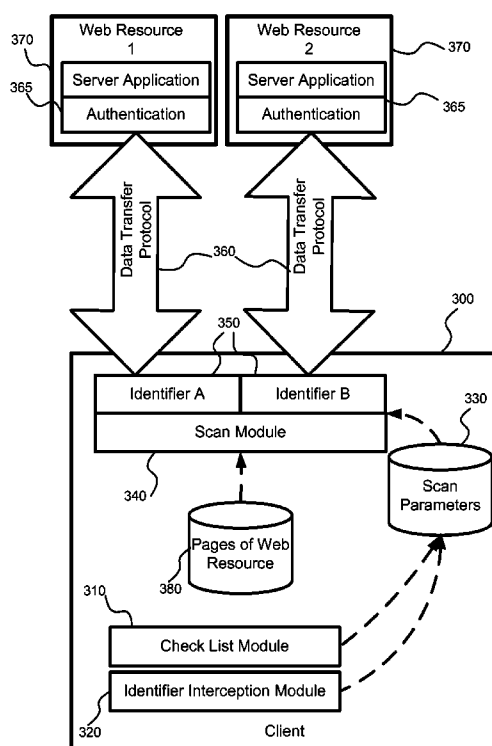 370
Web Resource
1
Server Application
365
Authentication
Web Resource
2
370
Server Application
365
Authentication
Data Transfer
Protocol
360
Data Transfer
Protocol
300
350
Identifier A
Identifier B
Scan Module
340
330
Scan
Parameters
Pages of Web
Resource
380
310
Check List Module
Identifier Interception Module
320
Client